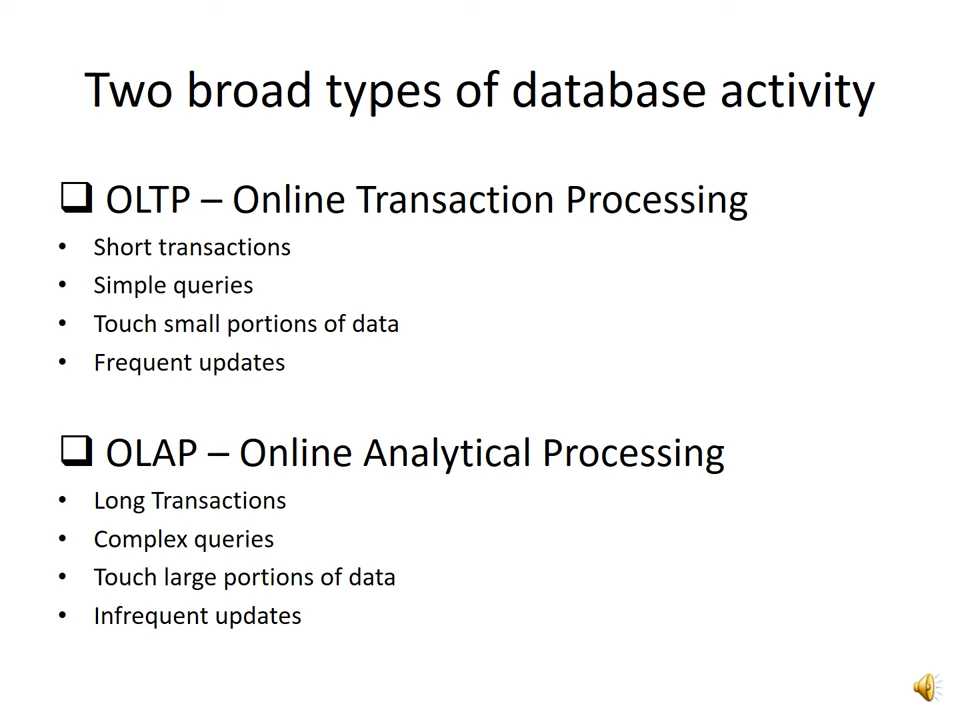 Two broad types of database activity
❑ OLTP – Online Transaction Processing
• Short transactions
• Simple queries
• Touch small portions of data
• Frequent updates
❑ OLAP – Online Analytical Processing
• Long Transactions
• Complex queries
• Touch large portions of data
• Infrequent updates